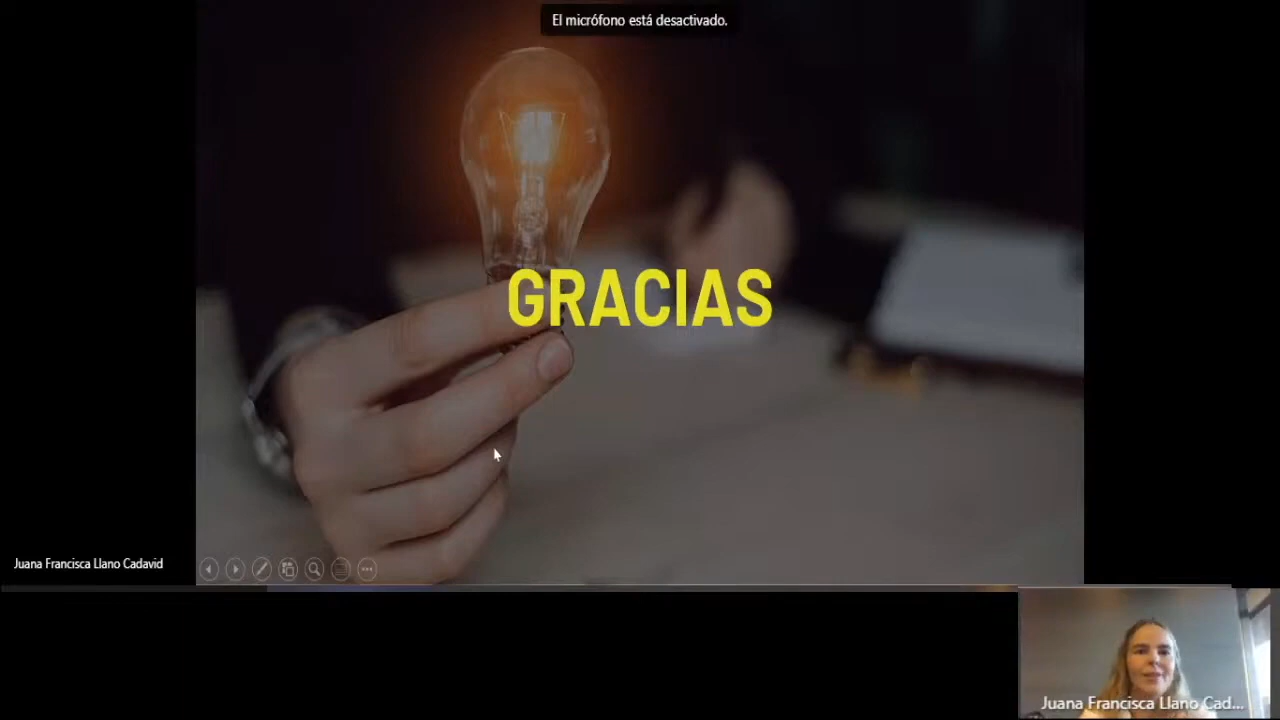 El micrófono está desactivado.
GRACIAS
Juana Francisca Llano Cadavid
Juana Francisca Llano Cad...